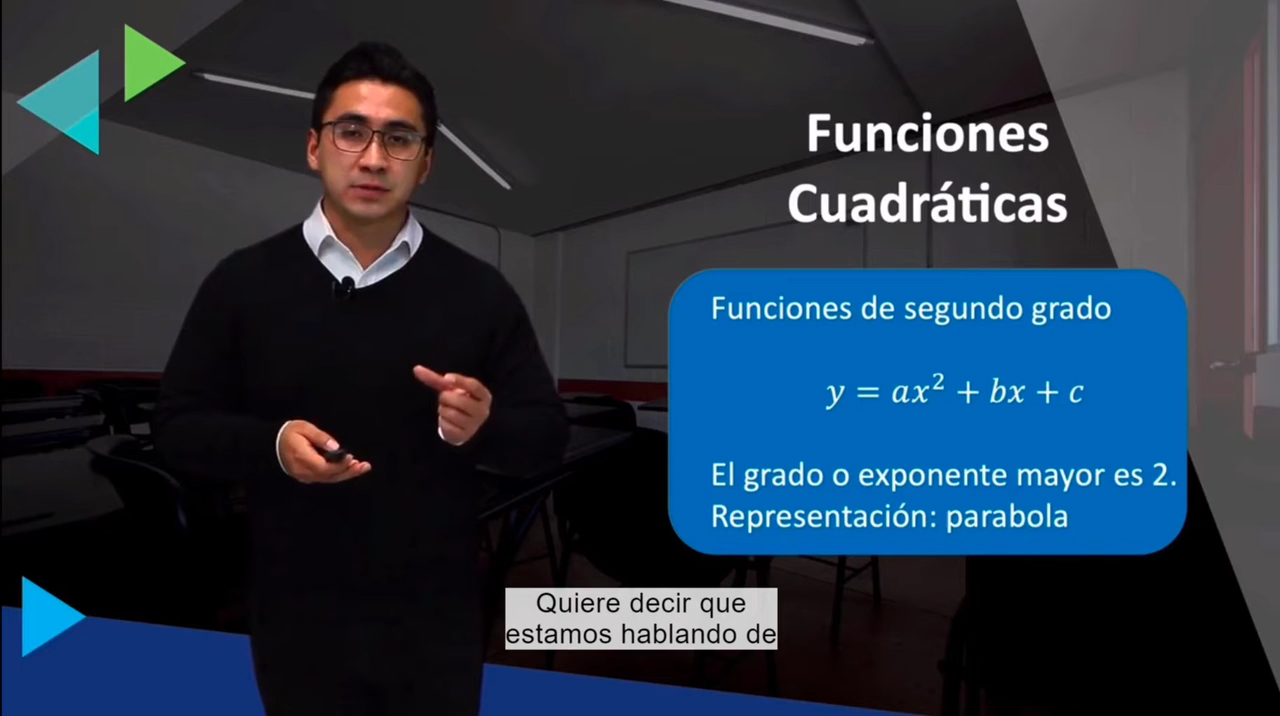 Funciones
Cuadráticas
Funciones de segundo grado
y = ax² + bx + c
El grado o exponente mayor es 2.
Representación: parabola
Quiere decir que
estamos hablando de